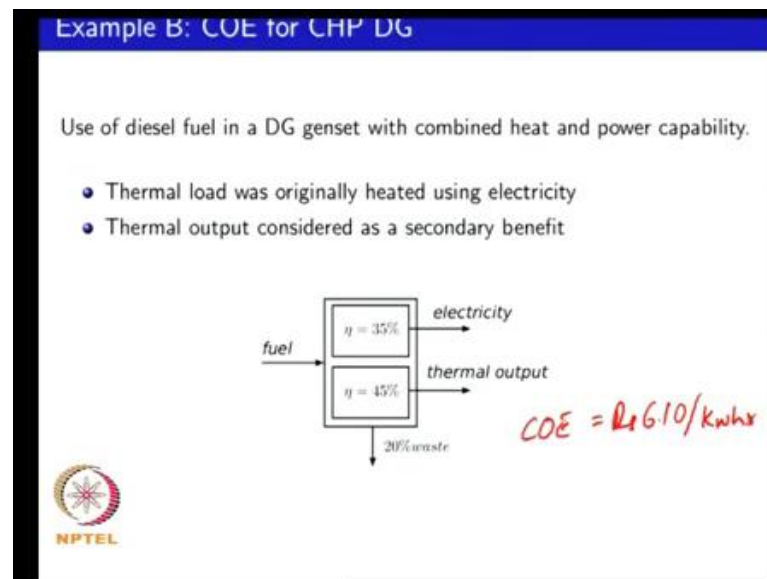 Example B: COE for CHP DG
Use of diesel fuel in a DG genset with combined heat and power capability.
Thermal load was originally heated using electricity
Thermal output considered as a secondary benefit
electricity
η = 35%
fuel
thermal output
η = 45%
COE = Rs 6.10/kwhr
20%waste
NPTEL